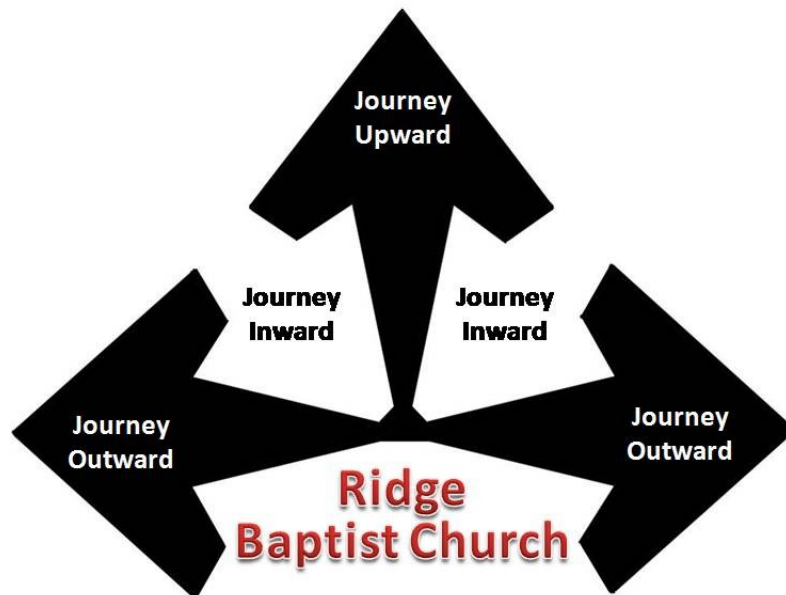 Journey
Upward
Journey
Inward
Journey
Inward
Journey
Outward
Journey
Outward
Ridge
Baptist Church